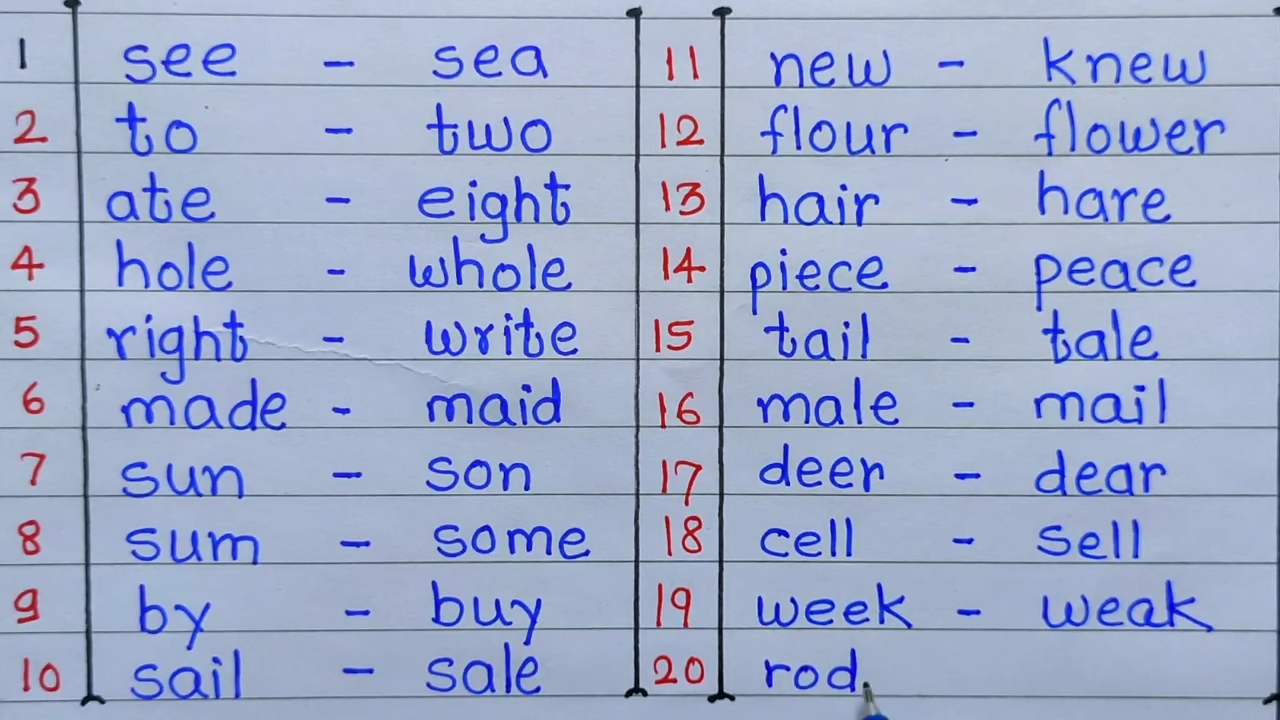 1 see - sea
2 to - two
3 ate - eight
4 hole - whole
5 right - write
6 made - maid
7 sun - son
8 sum - some
9 by - buy
10 sail - sale
11 new - knew
12 flour - flower
13 hair - hare
14 piece - peace
15 tail - tale
16 male - mail
17 deer - dear
18 cell - sell
19 week - weak
20 rod